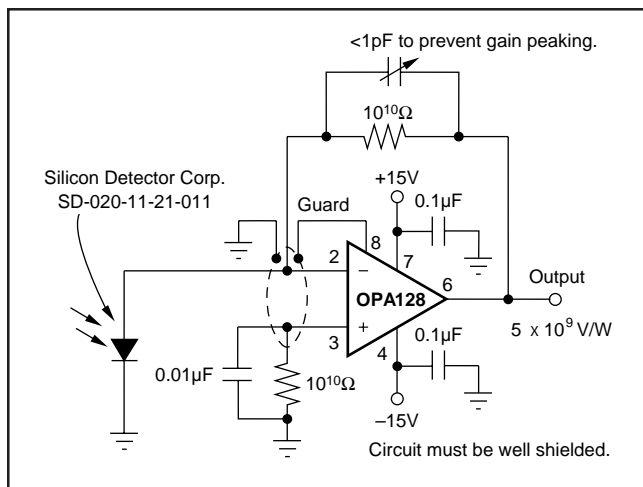 <1pF to prevent gain peaking.
10¹⁰Ω
Silicon Detector Corp.
SD-020-11-21-011
Guard
+15V
0.1µF
8
2
7
−
OPA128
6
Output
5 x 10⁹ V/W
+
3
4
0.1µF
0.01µF
10¹⁰Ω
–15V
Circuit must be well shielded.